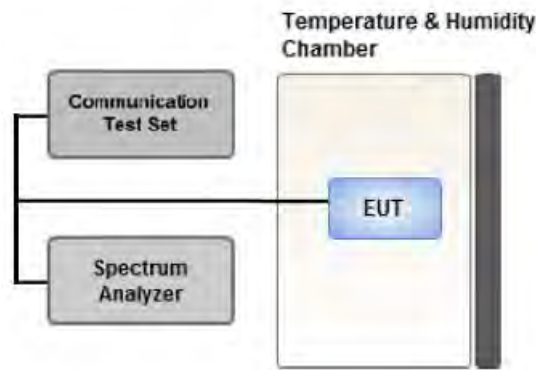 Temperature & Humidity
Chamber
Communication
Test Set
EUT
Spectrum
Analyzer